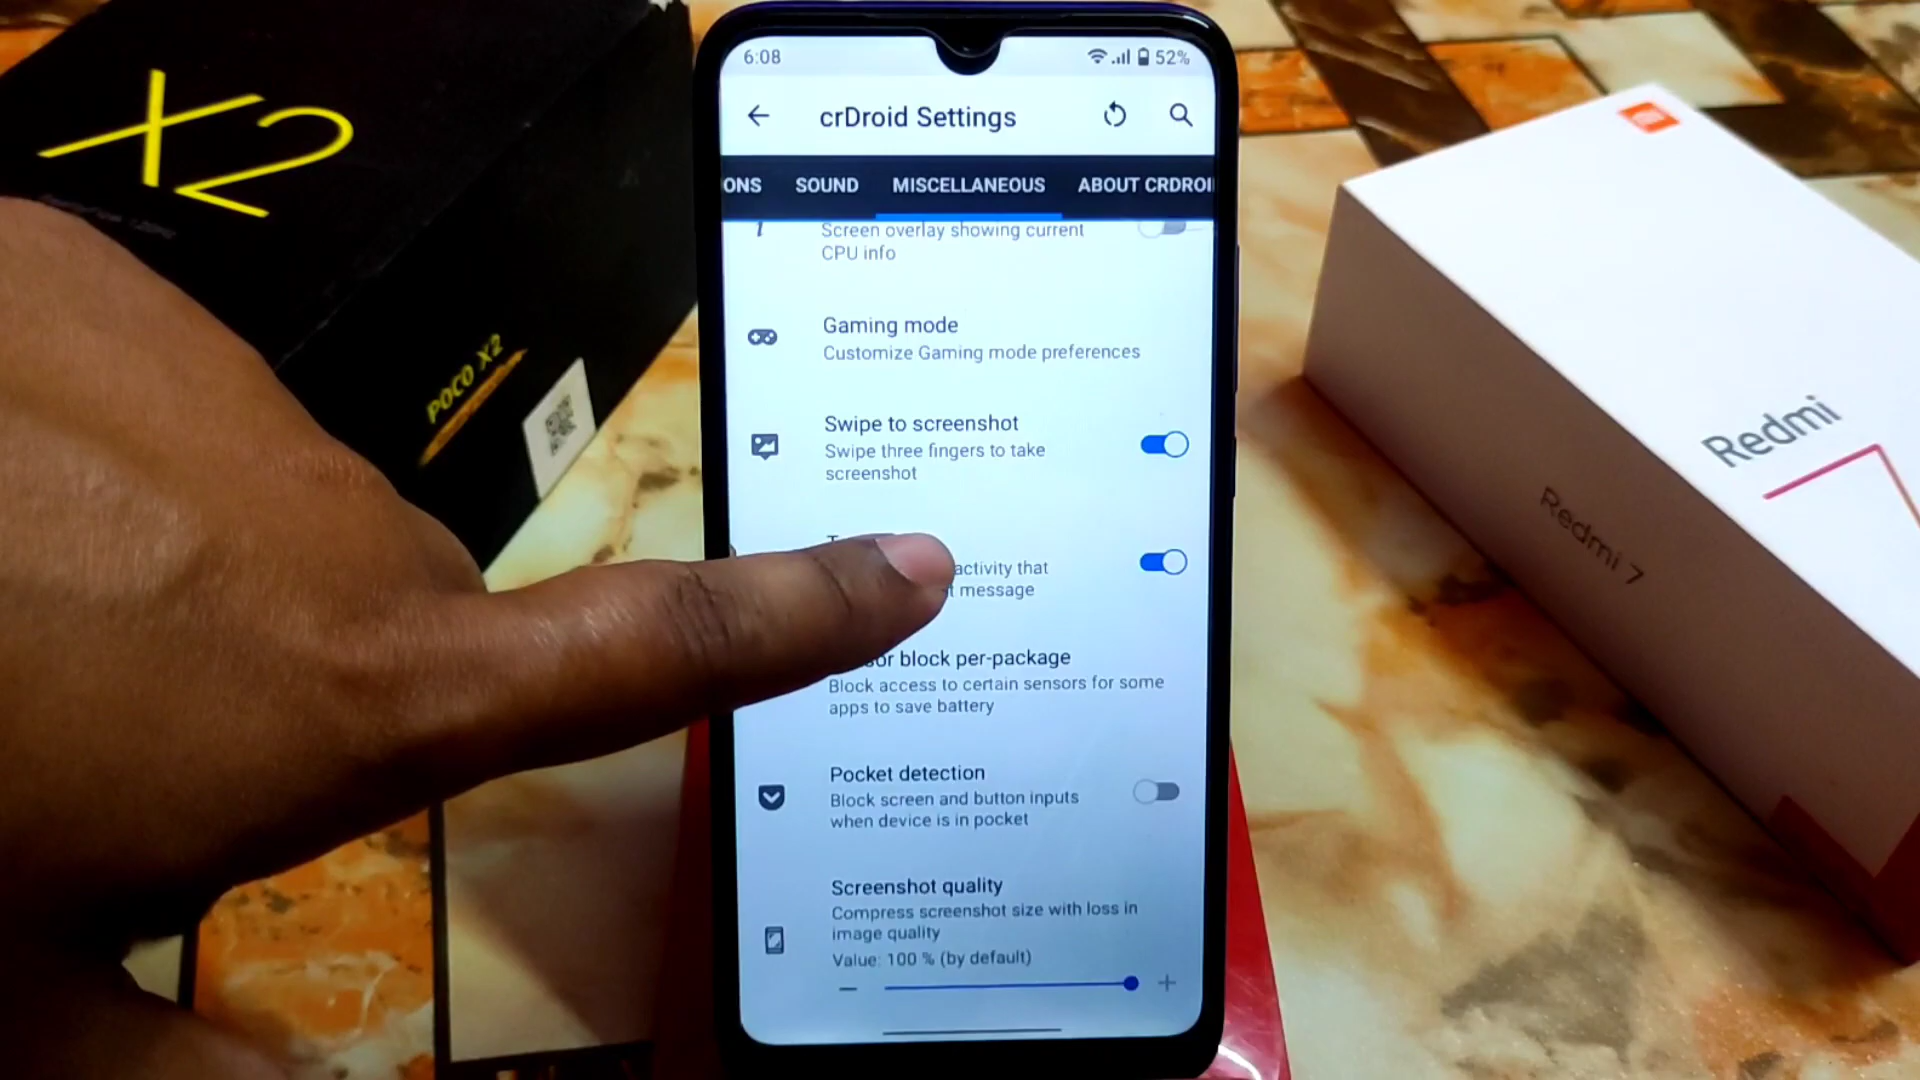 X2
POCO X2
6:08
52%
crDroid Settings
ONS SOUND MISCELLANEOUS ABOUT CRDROI
Screen overlay showing current
CPU info
Gaming mode
Customize Gaming mode preferences
Swipe to screenshot
Swipe three fingers to take
screenshot
activity that
message
block per-package
Block access to certain sensors for some
apps to save battery
Pocket detection
Block screen and button inputs
when device is in pocket
Screenshot quality
Compress screenshot size with loss in
image quality
Value: 100 % (by default)
Redmi
Redmi 7